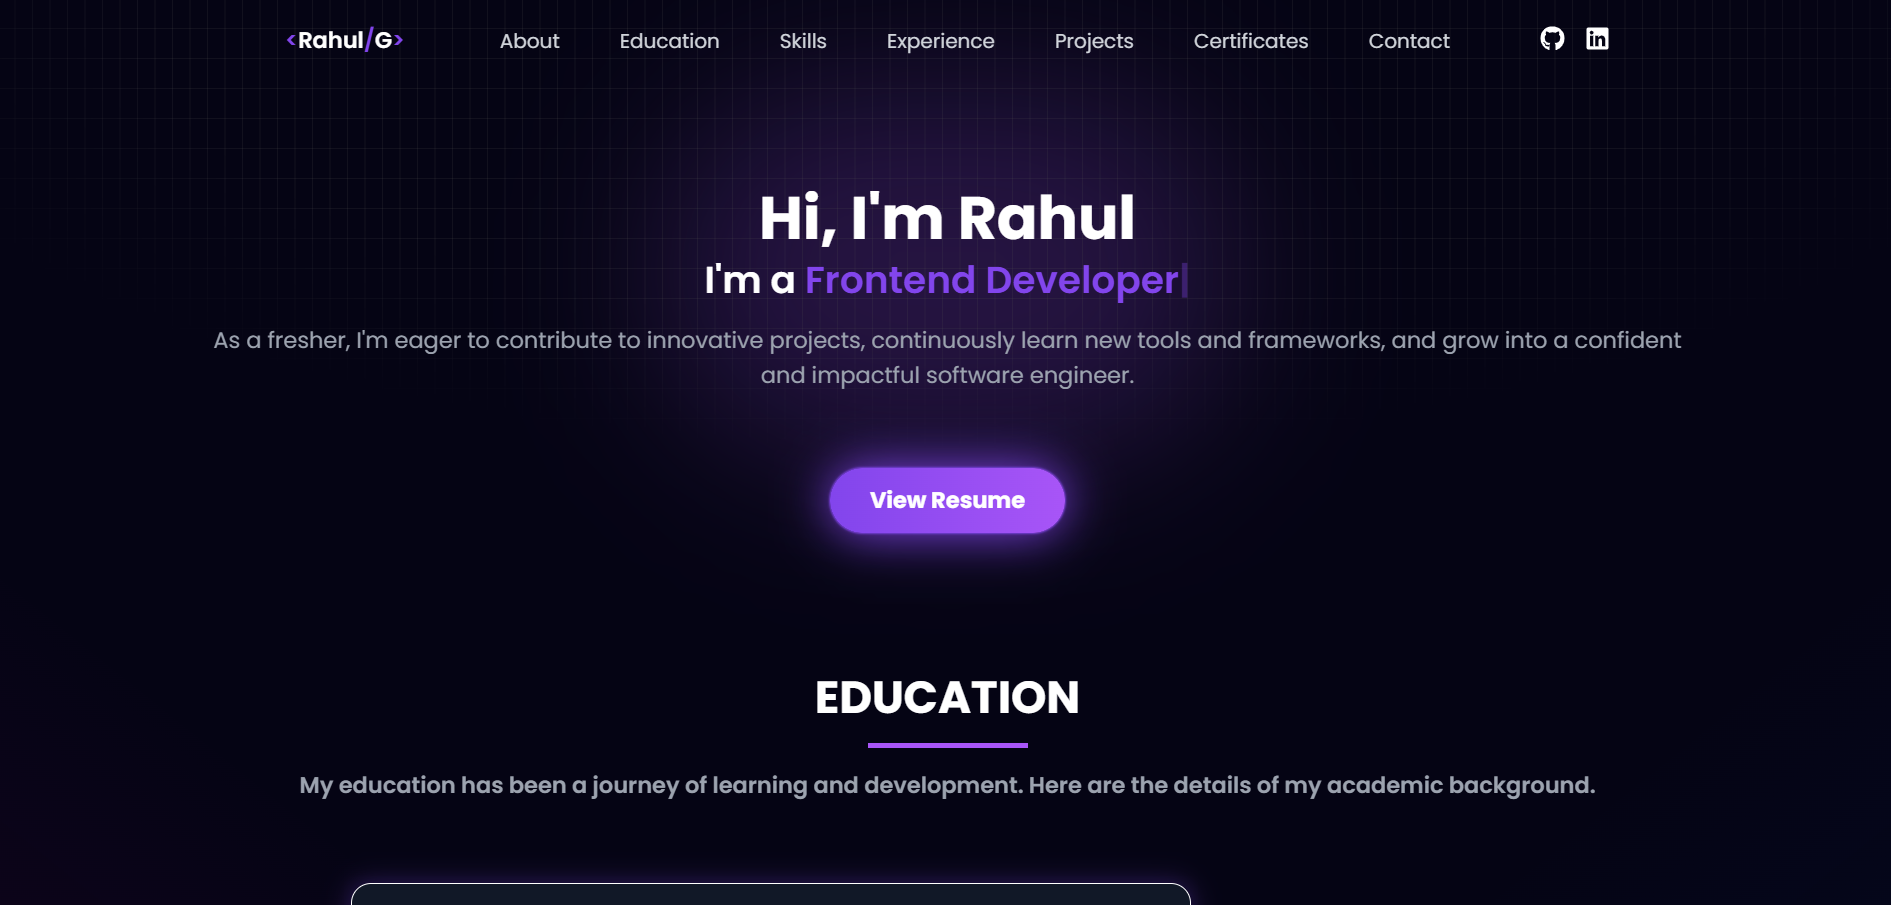 <Rahul/G>
About
Education
Skills
Experience
Projects
Certificates
Contact
Hi, I'm Rahul
I'm a Frontend Developer|
As a fresher, I'm eager to contribute to innovative projects, continuously learn new tools and frameworks, and grow into a confident
and impactful software engineer.
View Resume
EDUCATION
My education has been a journey of learning and development. Here are the details of my academic background.